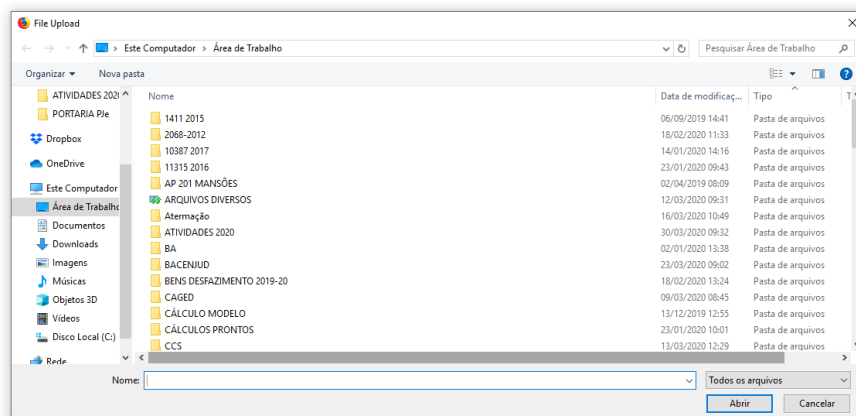 File Upload
Este Computador > Área de Trabalho
Pesquisar Área de Trabalho
Organizar
Nova pasta
ATIVIDADES 202
PORTARIA PJe
Dropbox
OneDrive
Este Computador
Área de Trabalho
Documentos
Downloads
Imagens
Músicas
Objetos 3D
Vídeos
Disco Local (C:)
Rede
Nome Data de modificaç... Tipo T
1411 2015 06/09/2019 14:41 Pasta de arquivos
2068-2012 18/02/2020 11:33 Pasta de arquivos
10387 2017 14/01/2020 14:16 Pasta de arquivos
11315 2016 23/01/2020 09:43 Pasta de arquivos
AP 201 MANSÕES 02/04/2019 08:09 Pasta de arquivos
ARQUIVOS DIVERSOS 12/03/2020 09:31 Pasta de arquivos
Atermação 16/03/2020 10:49 Pasta de arquivos
ATIVIDADES 2020 30/03/2020 09:32 Pasta de arquivos
BA 02/01/2020 13:38 Pasta de arquivos
BACENJUD 23/03/2020 09:02 Pasta de arquivos
BENS DESFAZIMENTO 2019-20 18/02/2020 13:24 Pasta de arquivos
CAGED 09/03/2020 08:45 Pasta de arquivos
CÁLCULO MODELO 13/12/2019 12:55 Pasta de arquivos
CÁLCULOS PRONTOS 23/01/2020 10:01 Pasta de arquivos
CCS 13/03/2020 12:29 Pasta de arquivos
Nome:
Todos os arquivos
Abrir
Cancelar